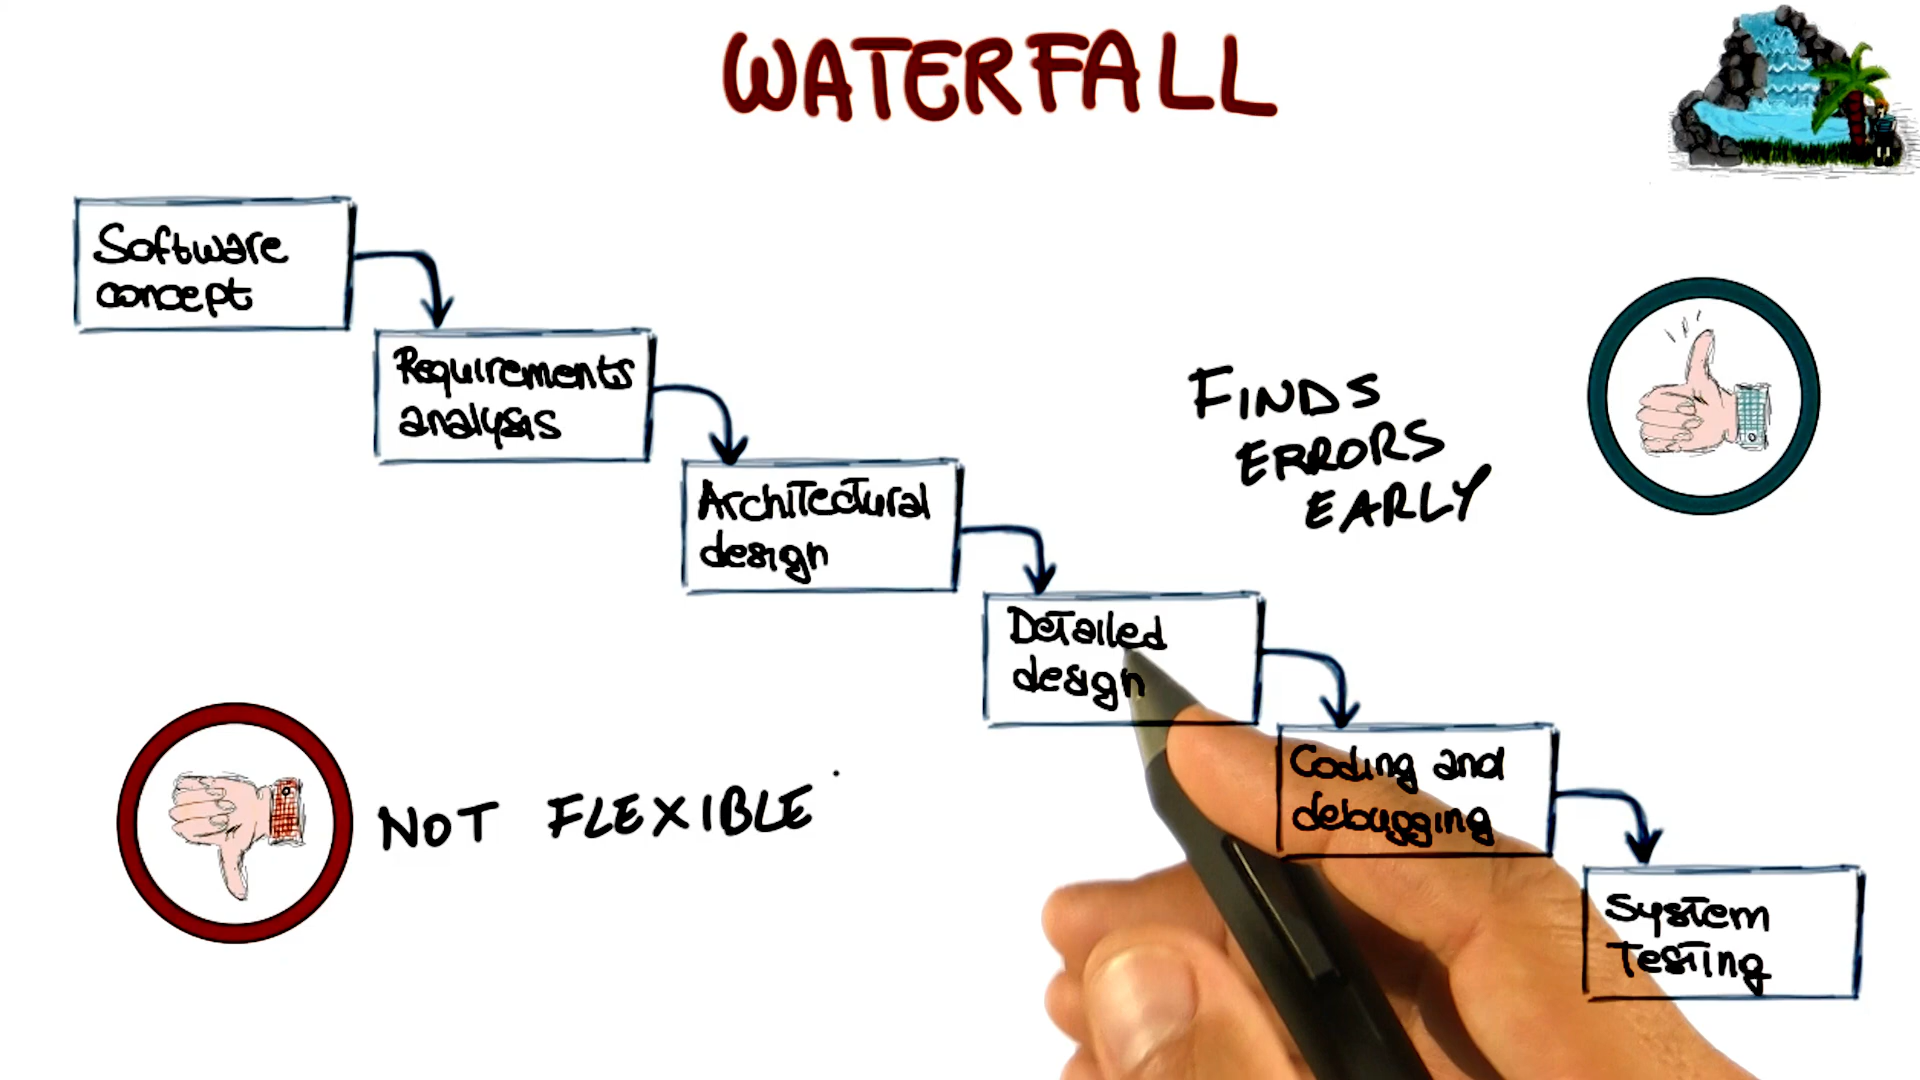 WATERFALL
Software
concept
Requirements
analysis
Architectural
design
FINDS
ERRORS
EARLY
Detailed
design
NOT FLEXIBLE
Coding and
debugging
System
Testing